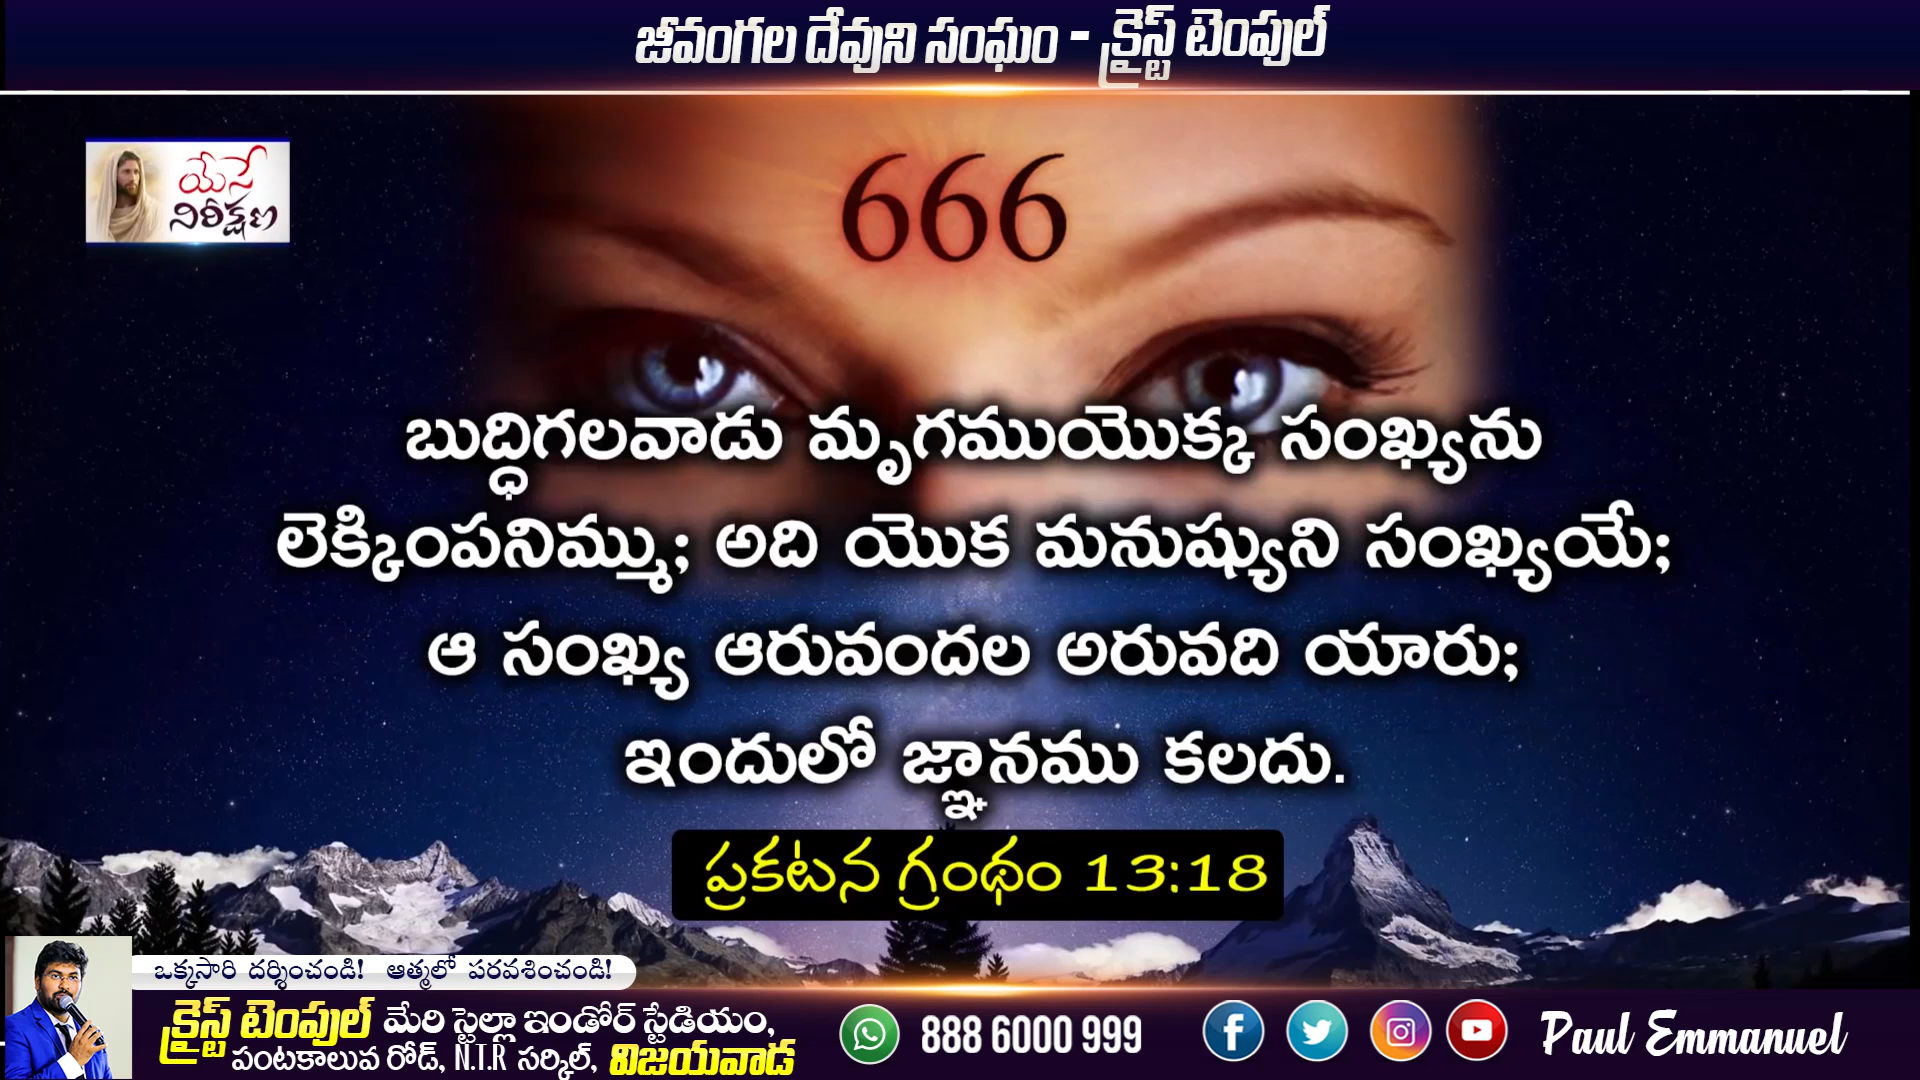 జీవంగల దేవుని సంఘం - క్రైస్ట్ టెంపుల్
యేసే
నిరీక్షణ
666
బుద్ధిగలవాడు మృగముయొక్క సంఖ్యను
లెక్కింపనిమ్ము; అది యొక మనుష్యుని సంఖ్యయే;
ఆ సంఖ్య ఆరువందల అరువది యారు;
ఇందులో జ్ఞానము కలదు.
ప్రకటన గ్రంథం 13:18
ఒక్కసారి దర్శించండి! ఆత్మలో పరవశించండి!
క్రైస్ట్ టెంపుల్ మేరి స్టెల్లా ఇండోర్ స్టేడియం,
పంటకాలువ రోడ్, N.T.R సర్కిల్, విజయవాడ
888 6000 999
Paul Emmanuel